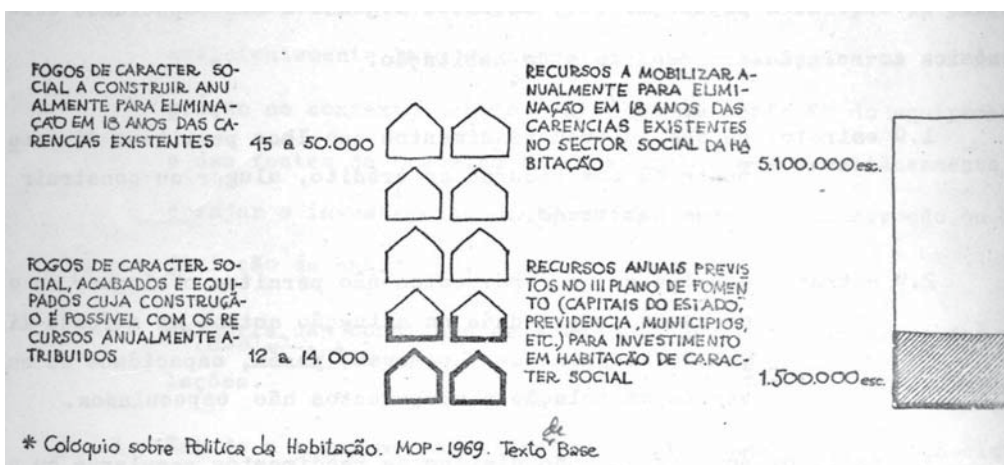 FOGOS DE CARACTER SO-
CIAL A CONSTRUIR ANU
ALMENTE PARA ELIMINA-
ÇÃO EM 18 ANOS DAS CA-
RENCIAS EXISTENTES 45 a 50.000
RECURSOS A MOBILIZAR A-
NUALMENTE PARA ELIMI-
NAÇÃO EM 18 ANOS DAS
CARENCIAS EXISTENTES
NO SECTOR SOCIAL DA HA
BITAÇÃO 5.100.000 esc.
FOGOS DE CARACTER SO-
CIAL, ACABADOS E EQUI-
PADOS CUJA CONSTRUÇÃ-
O É POSSIVEL COM OS RE
CURSOS ANUALMENTE A-
TRIBUIDOS 12 a 14.000
RECURSOS ANUAIS PREVIS
TOS NO III PLANO DE FOMEN
TO (CAPITAIS DO ESTADO,
PREVIDENCIA, MUNICIPIOS,
ETC.) PARA INVESTIMENTO
EM HABITAÇÃO DE CARAC-
TER SOCIAL 1.500.000 esc.
* Colóquio sobre Politica da Habitação. MOP-1969. Texto de Base